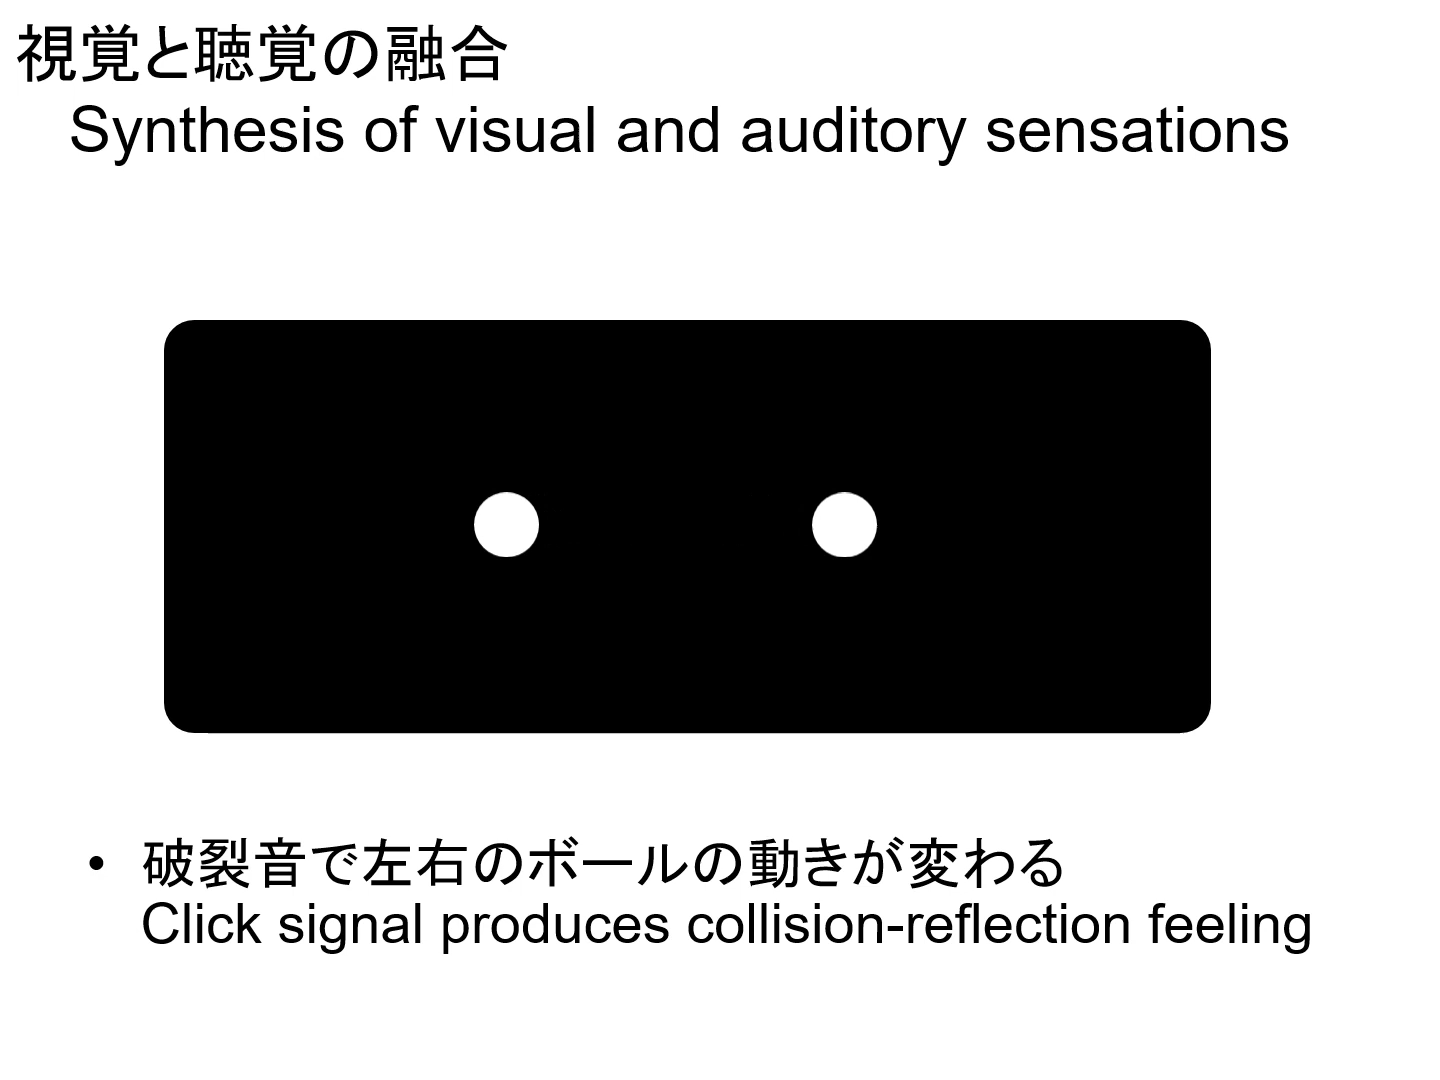 視覚と聴覚の融合
Synthesis of visual and auditory sensations
• 破裂音で左右のボールの動きが変わる
Click signal produces collision-reflection feeling